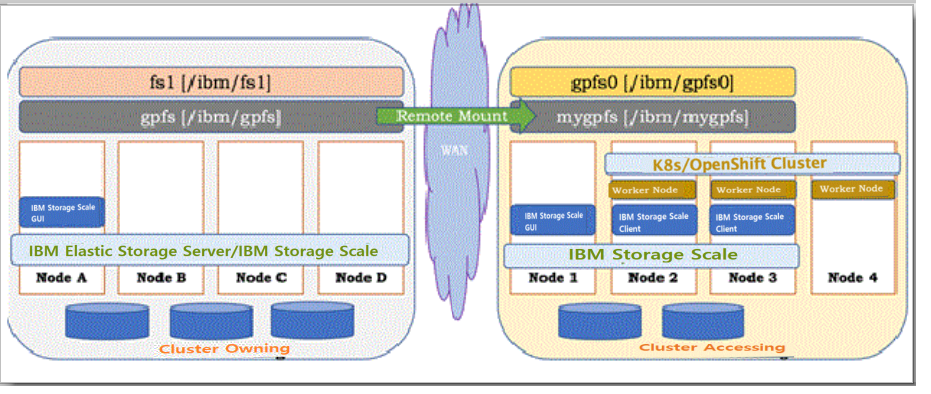 fs1 [/ibm/fs1]
gpfs [/ibm/gpfs]
IBM Storage Scale
GUI
IBM Elastic Storage Server/IBM Storage Scale
Node A
Node B
Node C
Node D
Cluster Owning
Remote Mount
WAN
gpfs0 [/ibm/gpfs0]
mygpfs [/ibm/mygpfs]
K8s/OpenShift Cluster
Worker Node
Worker Node
Worker Node
IBM Storage Scale
GUI
IBM Storage Scale
Client
IBM Storage Scale
Client
IBM Storage Scale
Node 1
Node 2
Node 3
Node 4
Cluster Accessing